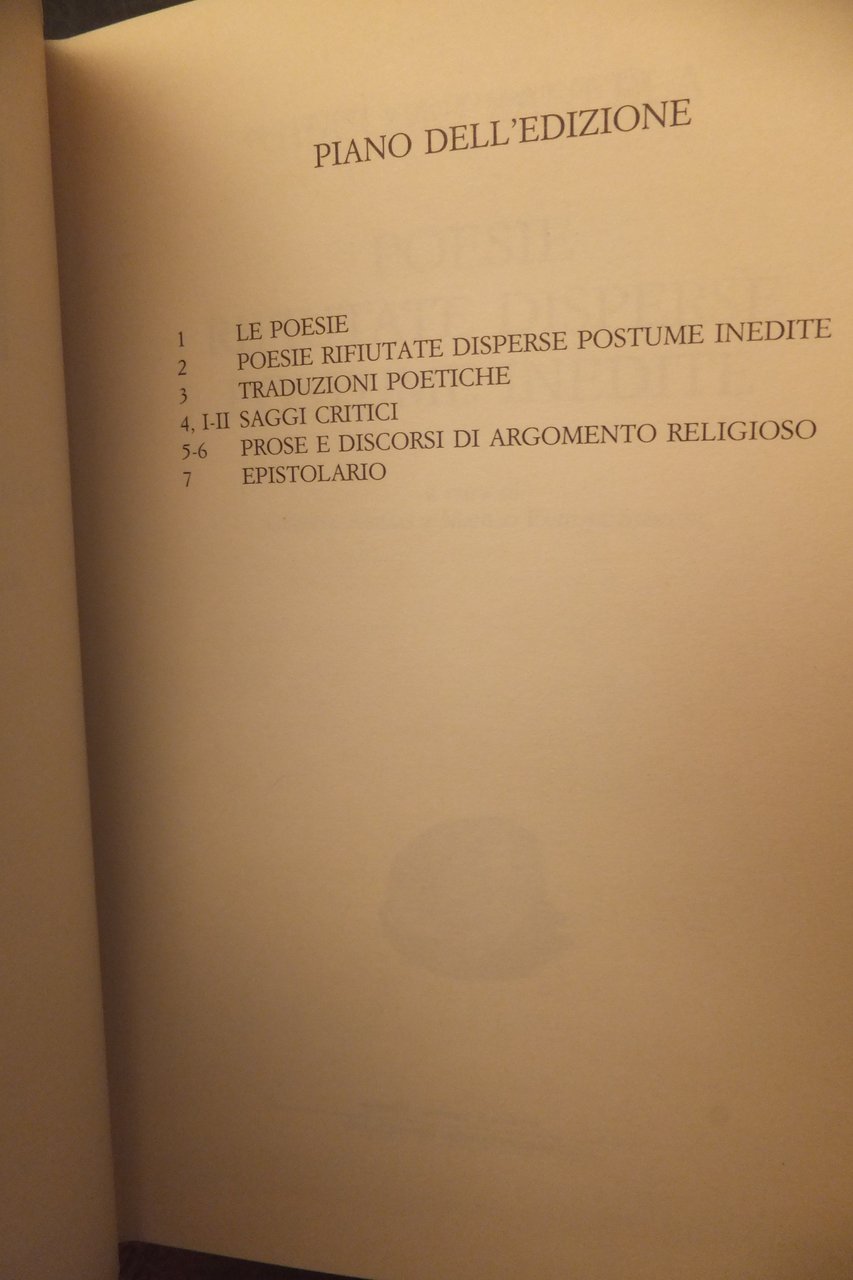 PIANO DELL'EDIZIONE
1 LE POESIE
2 POESIE RIFIUTATE DISPERSE POSTUME INEDITE
3 TRADUZIONI POETICHE
4, I-II SAGGI CRITICI
5-6 PROSE E DISCORSI DI ARGOMENTO RELIGIOSO
7 EPISTOLARIO